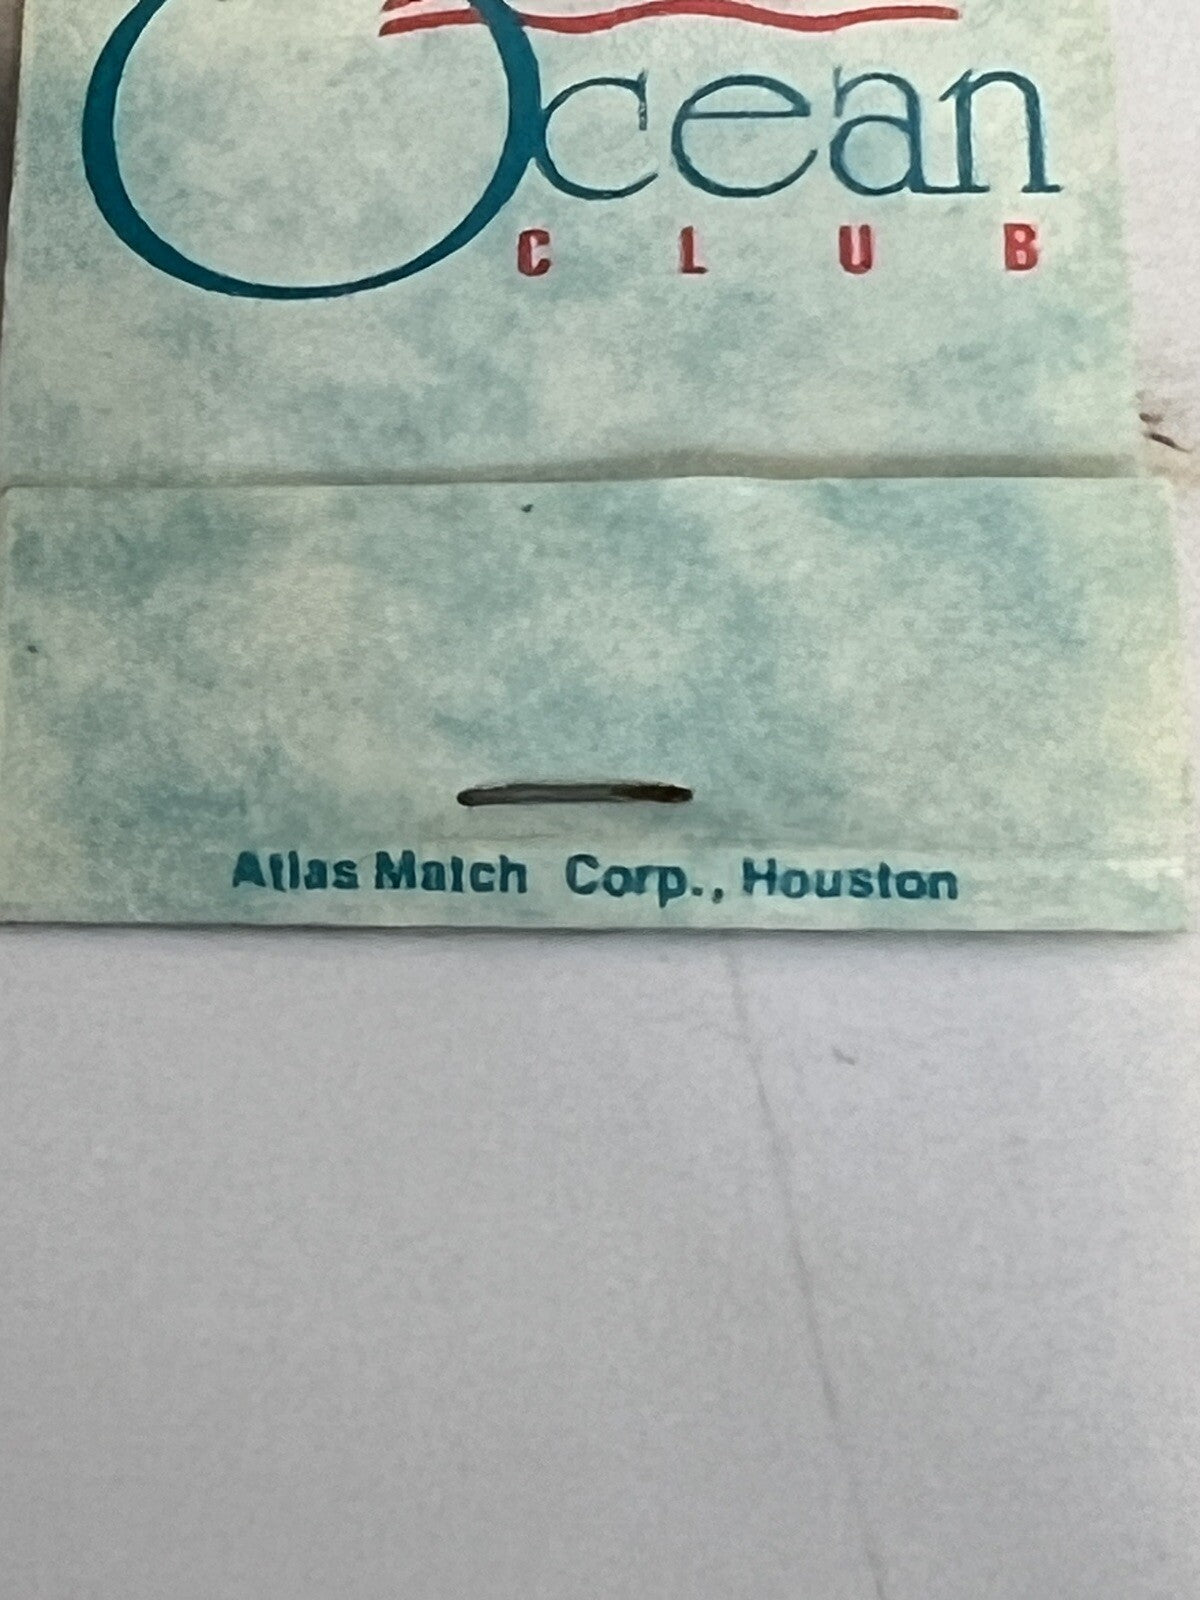 Ocean
CLUB
Atlas Match Corp., Houston